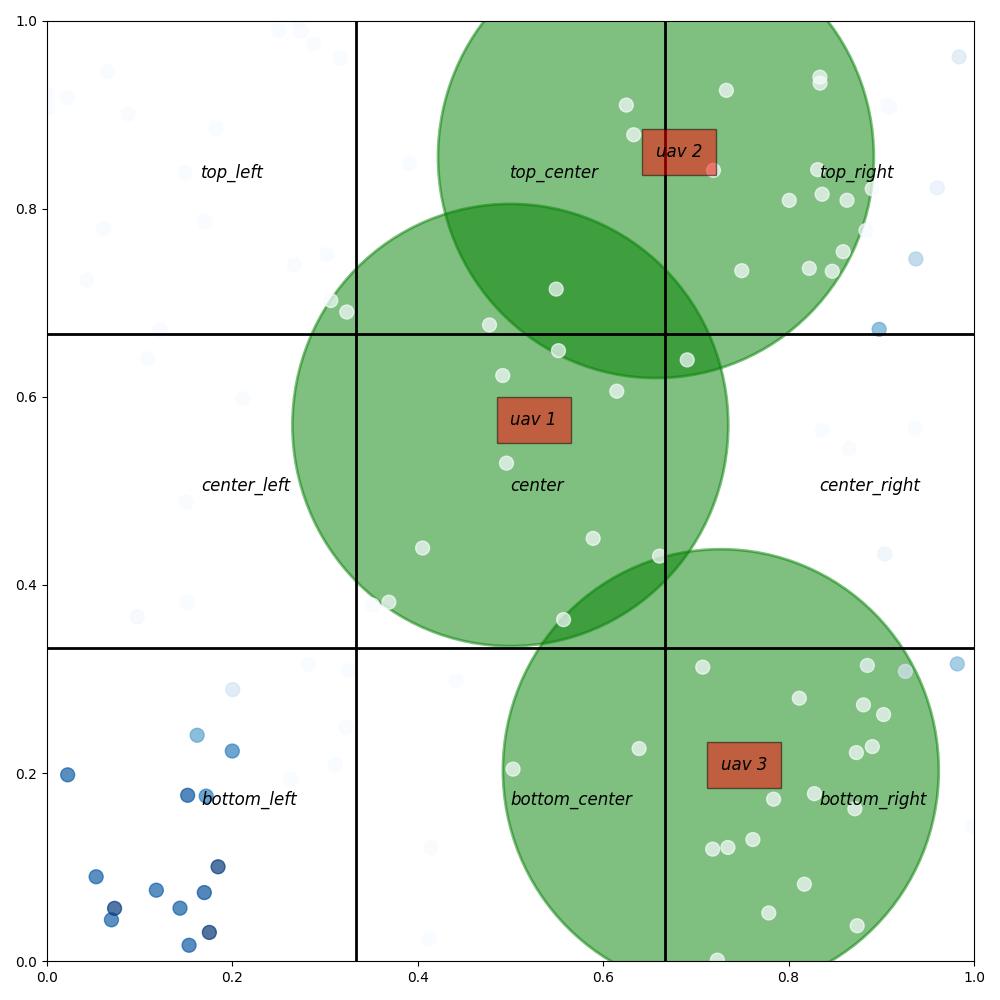 1.0
uav 2
top_left
top_center
top_right
0.8
0.6
uav 1
center_left
center
center_right
0.4
uav 3
0.2
bottom_left
bottom_center
bottom_right
0.0
0.0 0.2 0.4 0.6 0.8 1.0